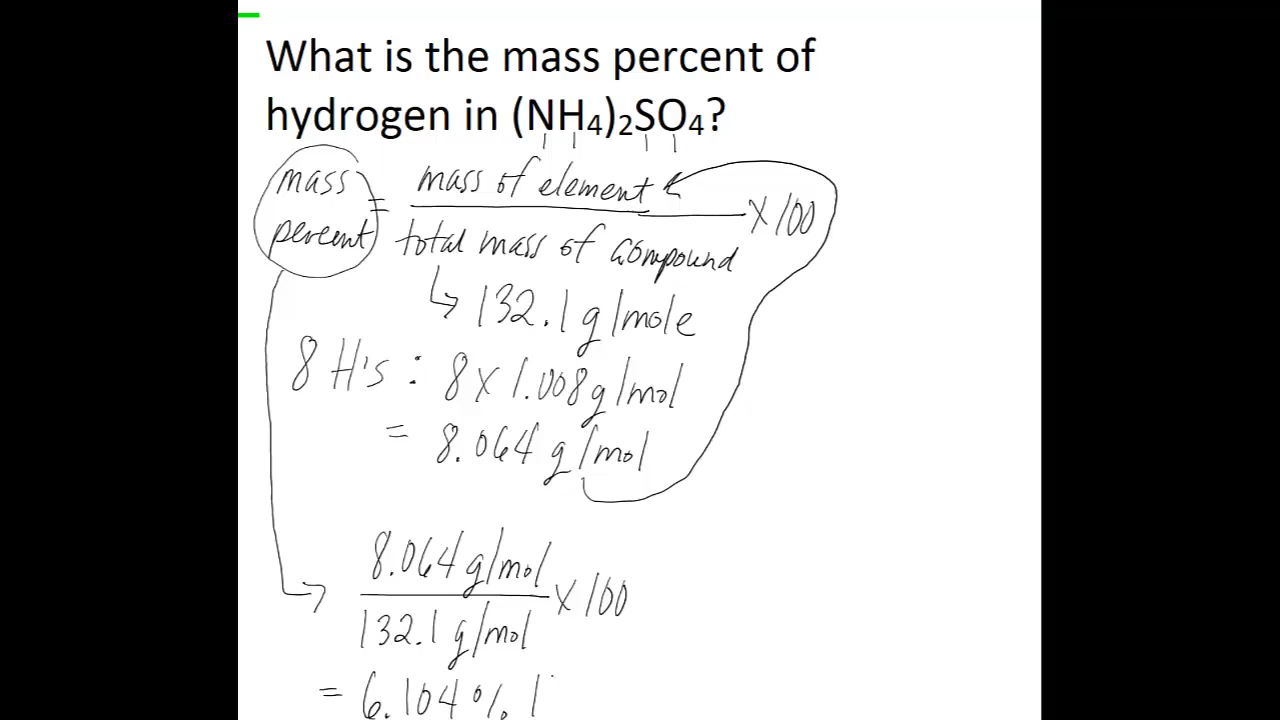 What is the mass percent of
hydrogen in (NH₄)₂SO₄?
mass percent = mass of element / total mass of compound × 100
↳ 132.1 g/mole
8 H's : 8 × 1.008 g/mol
= 8.064 g/mol
8.064 g/mol / 132.1 g/mol × 100
= 6.104 %